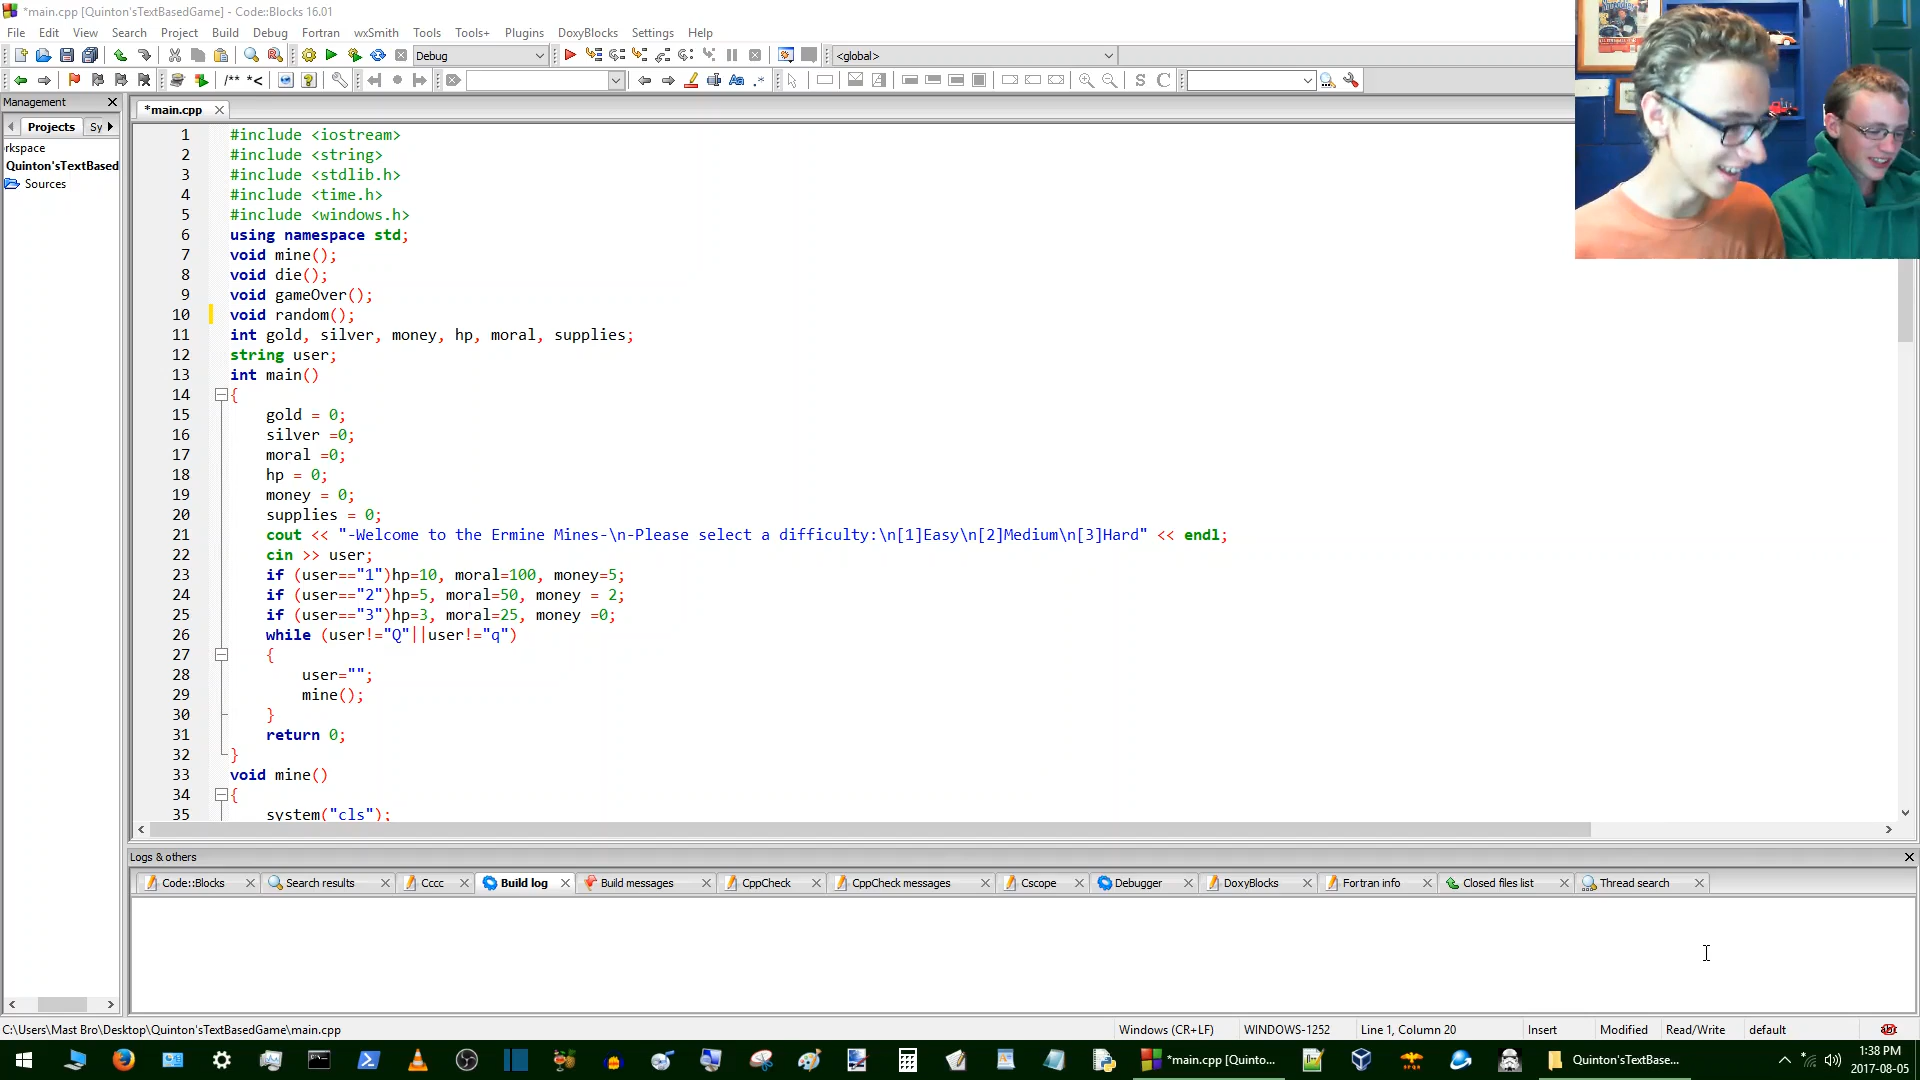 *main.cpp [Quinton'sTextBasedGame] - Code::Blocks 16.01
File Edit View Search Project Build Debug Fortran wxSmith Tools Tools+ Plugins DoxyBlocks Settings Help
Debug <global>
/** *< Aa .* S C
Management
*main.cpp
Projects Sy
rkspace
Quinton'sTextBased
Sources
1 #include <iostream>
2 #include <string>
3 #include <stdlib.h>
4 #include <time.h>
5 #include <windows.h>
6 using namespace std;
7 void mine();
8 void die();
9 void gameOver();
10 void random();
11 int gold, silver, money, hp, moral, supplies;
12 string user;
13 int main()
14 {
15 gold = 0;
16 silver =0;
17 moral =0;
18 hp = 0;
19 money = 0;
20 supplies = 0;
21 cout << "-Welcome to the Ermine Mines-\n-Please select a difficulty:\n[1]Easy\n[2]Medium\n[3]Hard" << endl;
22 cin >> user;
23 if (user=="1")hp=10, moral=100, money=5;
24 if (user=="2")hp=5, moral=50, money = 2;
25 if (user=="3")hp=3, moral=25, money =0;
26 while (user!="Q"||user!="q")
27 {
28 user="";
29 mine();
30 }
31 return 0;
32 }
33 void mine()
34 {
35 system("cls");
Logs & others
Code::Blocks Search results Cccc Build log Build messages CppCheck CppCheck messages Cscope Debugger DoxyBlocks Fortran info Closed files list Thread search
C:\Users\Mast Bro\Desktop\Quinton'sTextBasedGame\main.cpp Windows (CR+LF) WINDOWS-1252 Line 1, Column 20 Insert Modified Read/Write default
*main.cpp [Quinto... Quinton'sTextBase...
1:38 PM
2017-08-05